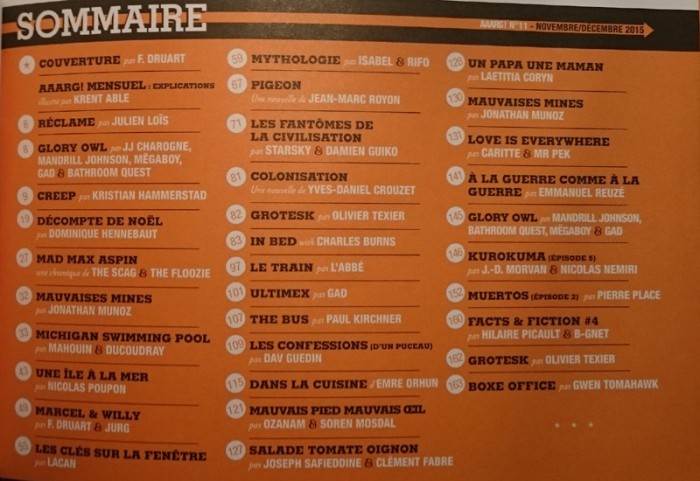 SOMMAIRE
AAARG! N°11 - NOVEMBRE/DÉCEMBRE 2015
* COUVERTURE par F. DRUART
AAARG! MENSUEL : EXPLICATIONS
illustré par KRENT ABLE
6 RÉCLAME par JULIEN LOÏS
8 GLORY OWL par JJ CHAROGNE,
MANDRILL JOHNSON, MËGABOY,
GAD & BATHROOM QUEST
9 CREEP par KRISTIAN HAMMERSTAD
19 DÉCOMPTE DE NOËL
par DOMINIQUE HENNEBAUT
27 MAD MAX ASPIN
une chronique de THE SCAG & THE FLOOZIE
32 MAUVAISES MINES
par JONATHAN MUNOZ
33 MICHIGAN SWIMMING POOL
par MAHOUIN & DUCOUDRAY
43 UNE ÎLE À LA MER
par NICOLAS POUPON
49 MARCEL & WILLY
par F. DRUART & JURG
55 LES CLÉS SUR LA FENÊTRE
par LACAN
59 MYTHOLOGIE par ISABEL & RIFO
67 PIGEON
Une nouvelle de JEAN-MARC ROYON
71 LES FANTÔMES DE
LA CIVILISATION
par STARSKY & DAMIEN GUIKO
81 COLONISATION
Une nouvelle de YVES-DANIEL CROUZET
82 GROTESK par OLIVIER TEXIER
83 IN BED with CHARLES BURNS
97 LE TRAIN par L'ABBÉ
101 ULTIMEX par GAD
107 THE BUS par PAUL KIRCHNER
109 LES CONFESSIONS (D'UN PUCEAU)
par DAV GUEDIN
115 DANS LA CUISINE d'EMRE ORHUN
121 MAUVAIS PIED MAUVAIS ŒIL
par OZANAM & SOREN MOSDAL
127 SALADE TOMATE OIGNON
par JOSEPH SAFIEDDINE & CLÉMENT FABRE
128 UN PAPA UNE MAMAN
par LAETITIA CORYN
130 MAUVAISES MINES
par JONATHAN MUNOZ
131 LOVE IS EVERYWHERE
par CARITTE & MR PEK
141 À LA GUERRE COMME À LA
GUERRE par EMMANUEL REUZÉ
145 GLORY OWL par MANDRILL JOHNSON,
BATHROOM QUEST, MËGABOY & GAD
146 KUROKUMA (ÉPISODE 5)
par J.-D. MORVAN & NICOLAS NEMIRI
152 MUERTOS (ÉPISODE 2) par PIERRE PLACE
160 FACTS & FICTION #4
par HILAIRE PICAULT & B-GNET
162 GROTESK par OLIVIER TEXIER
163 BOXE OFFICE par GWEN TOMAHAWK
* * *